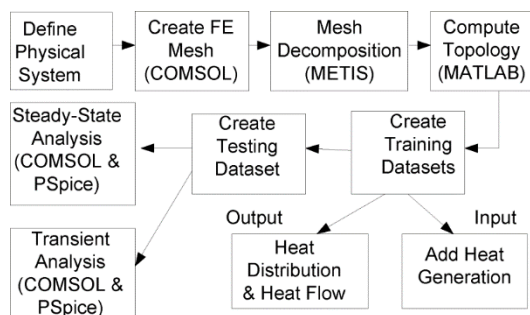 Define
Physical
System
Create FE
Mesh
(COMSOL)
Mesh
Decomposition
(METIS)
Compute
Topology
(MATLAB)
Steady-State
Analysis
(COMSOL &
PSpice)
Create
Testing
Dataset
Create
Training
Datasets
Output
Input
Transient
Analysis
(COMSOL &
PSpice)
Heat
Distribution
& Heat Flow
Add Heat
Generation